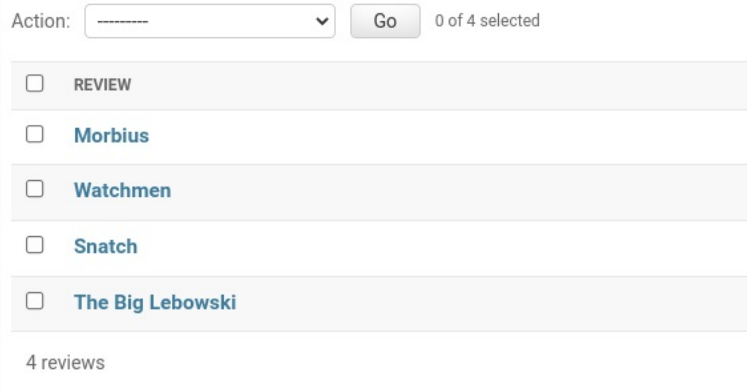 Action: --------- Go 0 of 4 selected
REVIEW
Morbius
Watchmen
Snatch
The Big Lebowski
4 reviews